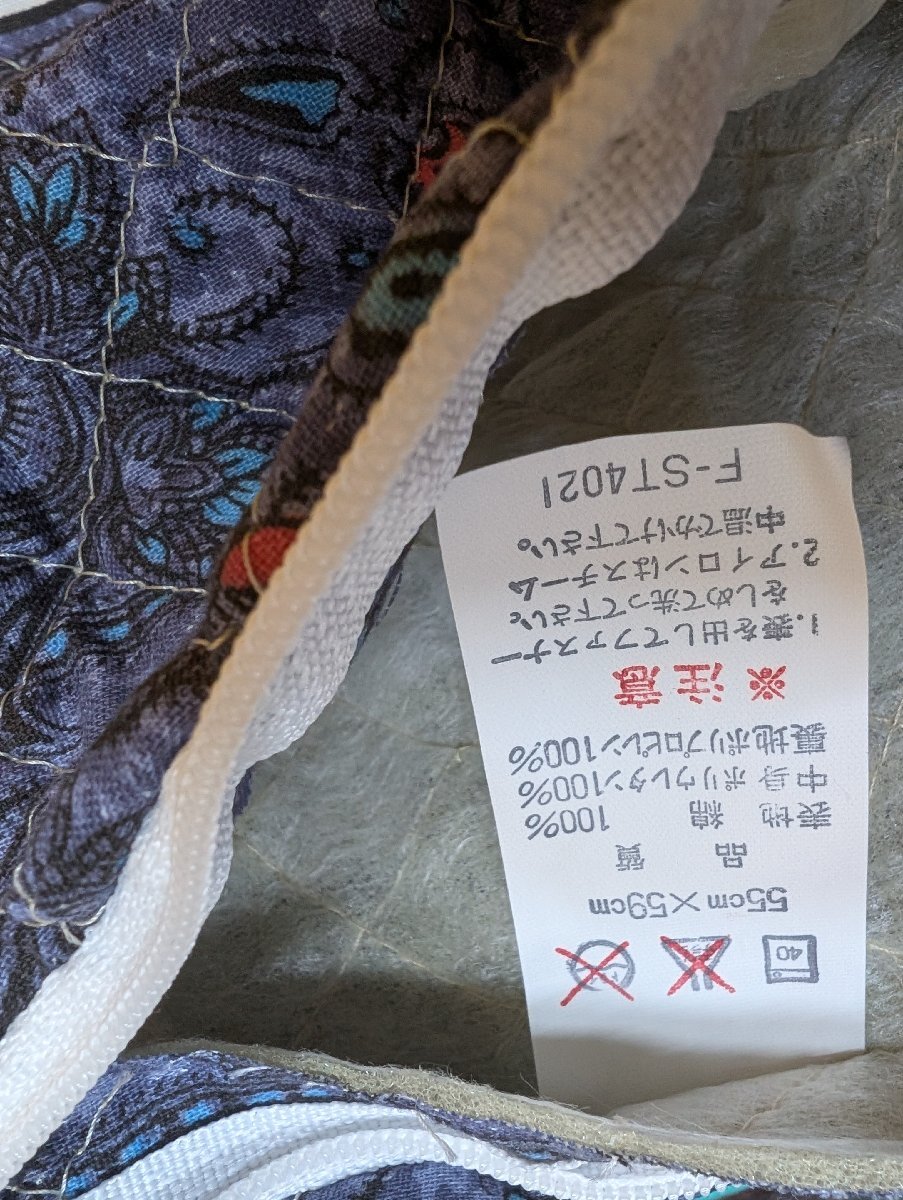 40
55cm×59cm
品 質
表地 綿 100%
中身 ポリウレタン100%
裏地ポリプロピレン100%
※注意
1.裏を出してファスナー
をしめて洗って下さい。
2.アイロンはスチーム
中温でかけて下さい。
F-ST4021